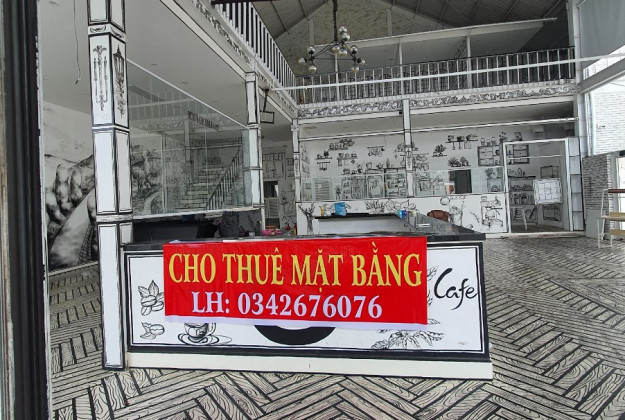 CHO THUÊ MẶT BẰNG
LH: 0342676076
Cafe